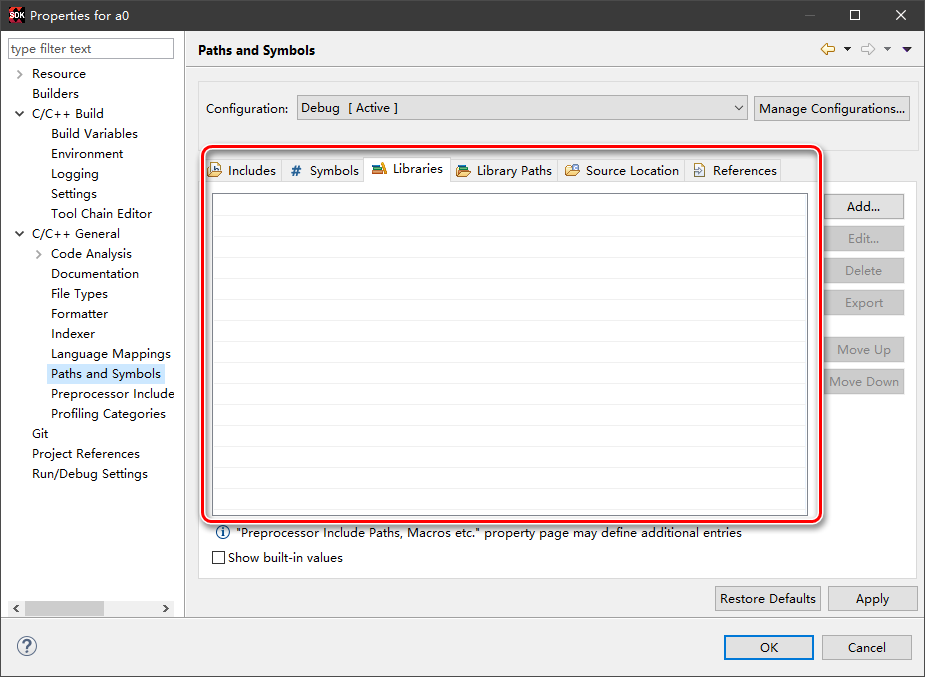 SDK Properties for a0
type filter text
Paths and Symbols
Resource
Builders
C/C++ Build
Build Variables
Environment
Logging
Settings
Tool Chain Editor
C/C++ General
Code Analysis
Documentation
File Types
Formatter
Indexer
Language Mappings
Paths and Symbols
Preprocessor Include
Profiling Categories
Git
Project References
Run/Debug Settings
Configuration: Debug [ Active ] Manage Configurations...
Includes # Symbols Libraries Library Paths Source Location References
Add...
Edit...
Delete
Export
Move Up
Move Down
"Preprocessor Include Paths, Macros etc." property page may define additional entries
Show built-in values
Restore Defaults Apply
? OK Cancel